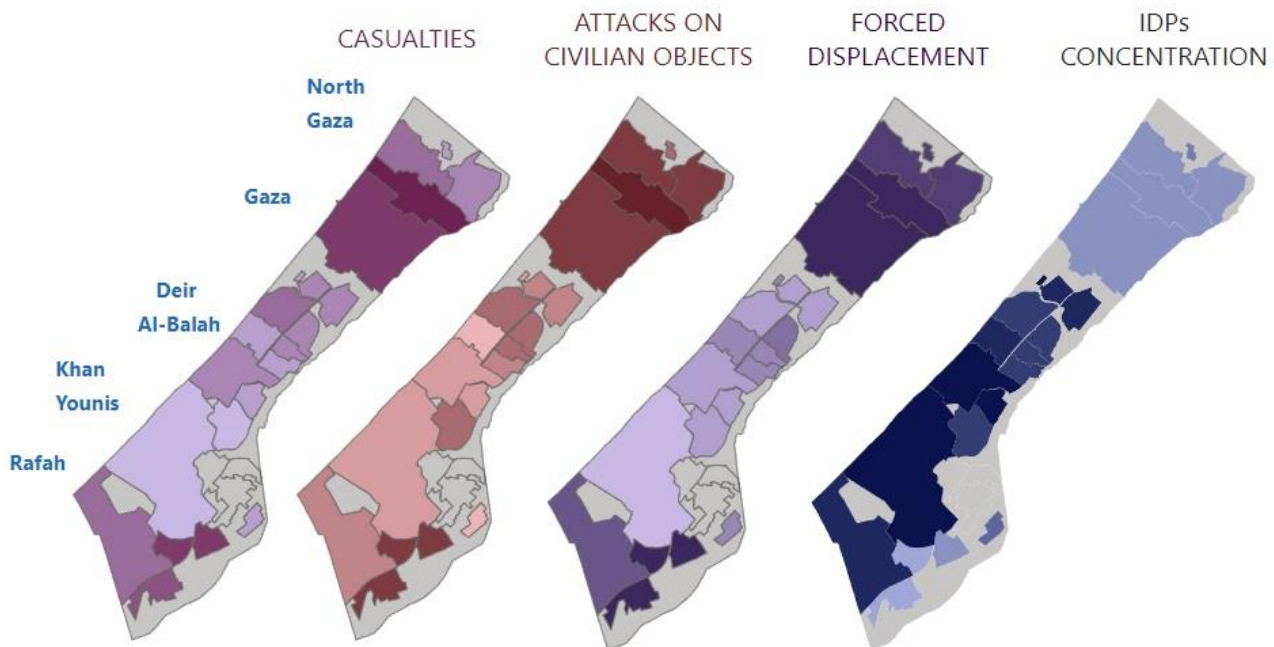 CASUALTIES
ATTACKS ON
CIVILIAN OBJECTS
FORCED
DISPLACEMENT
IDPs
CONCENTRATION
North
Gaza
Gaza
Deir
Al-Balah
Khan
Younis
Rafah